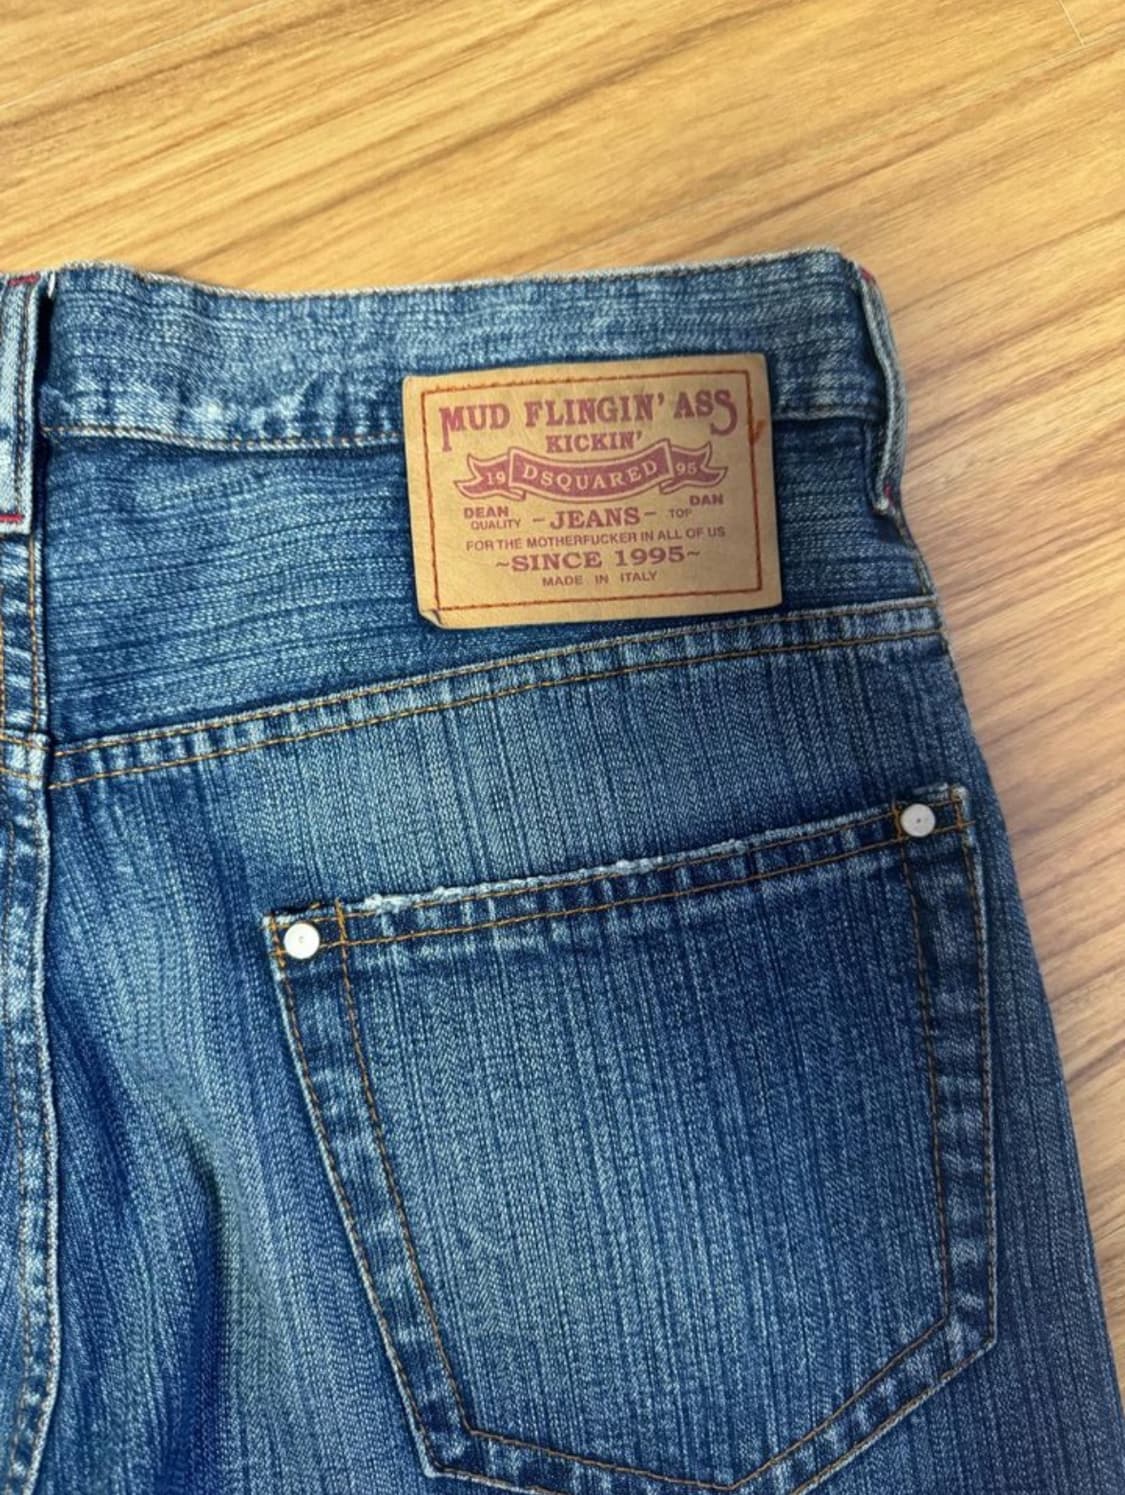 MUD FLINGIN' ASS
KICKIN'
19 DSQUARED 95
DEAN DAN
QUALITY -JEANS- TOP
FOR THE MOTHERFUCKER IN ALL OF US
~SINCE 1995~
MADE IN ITALY